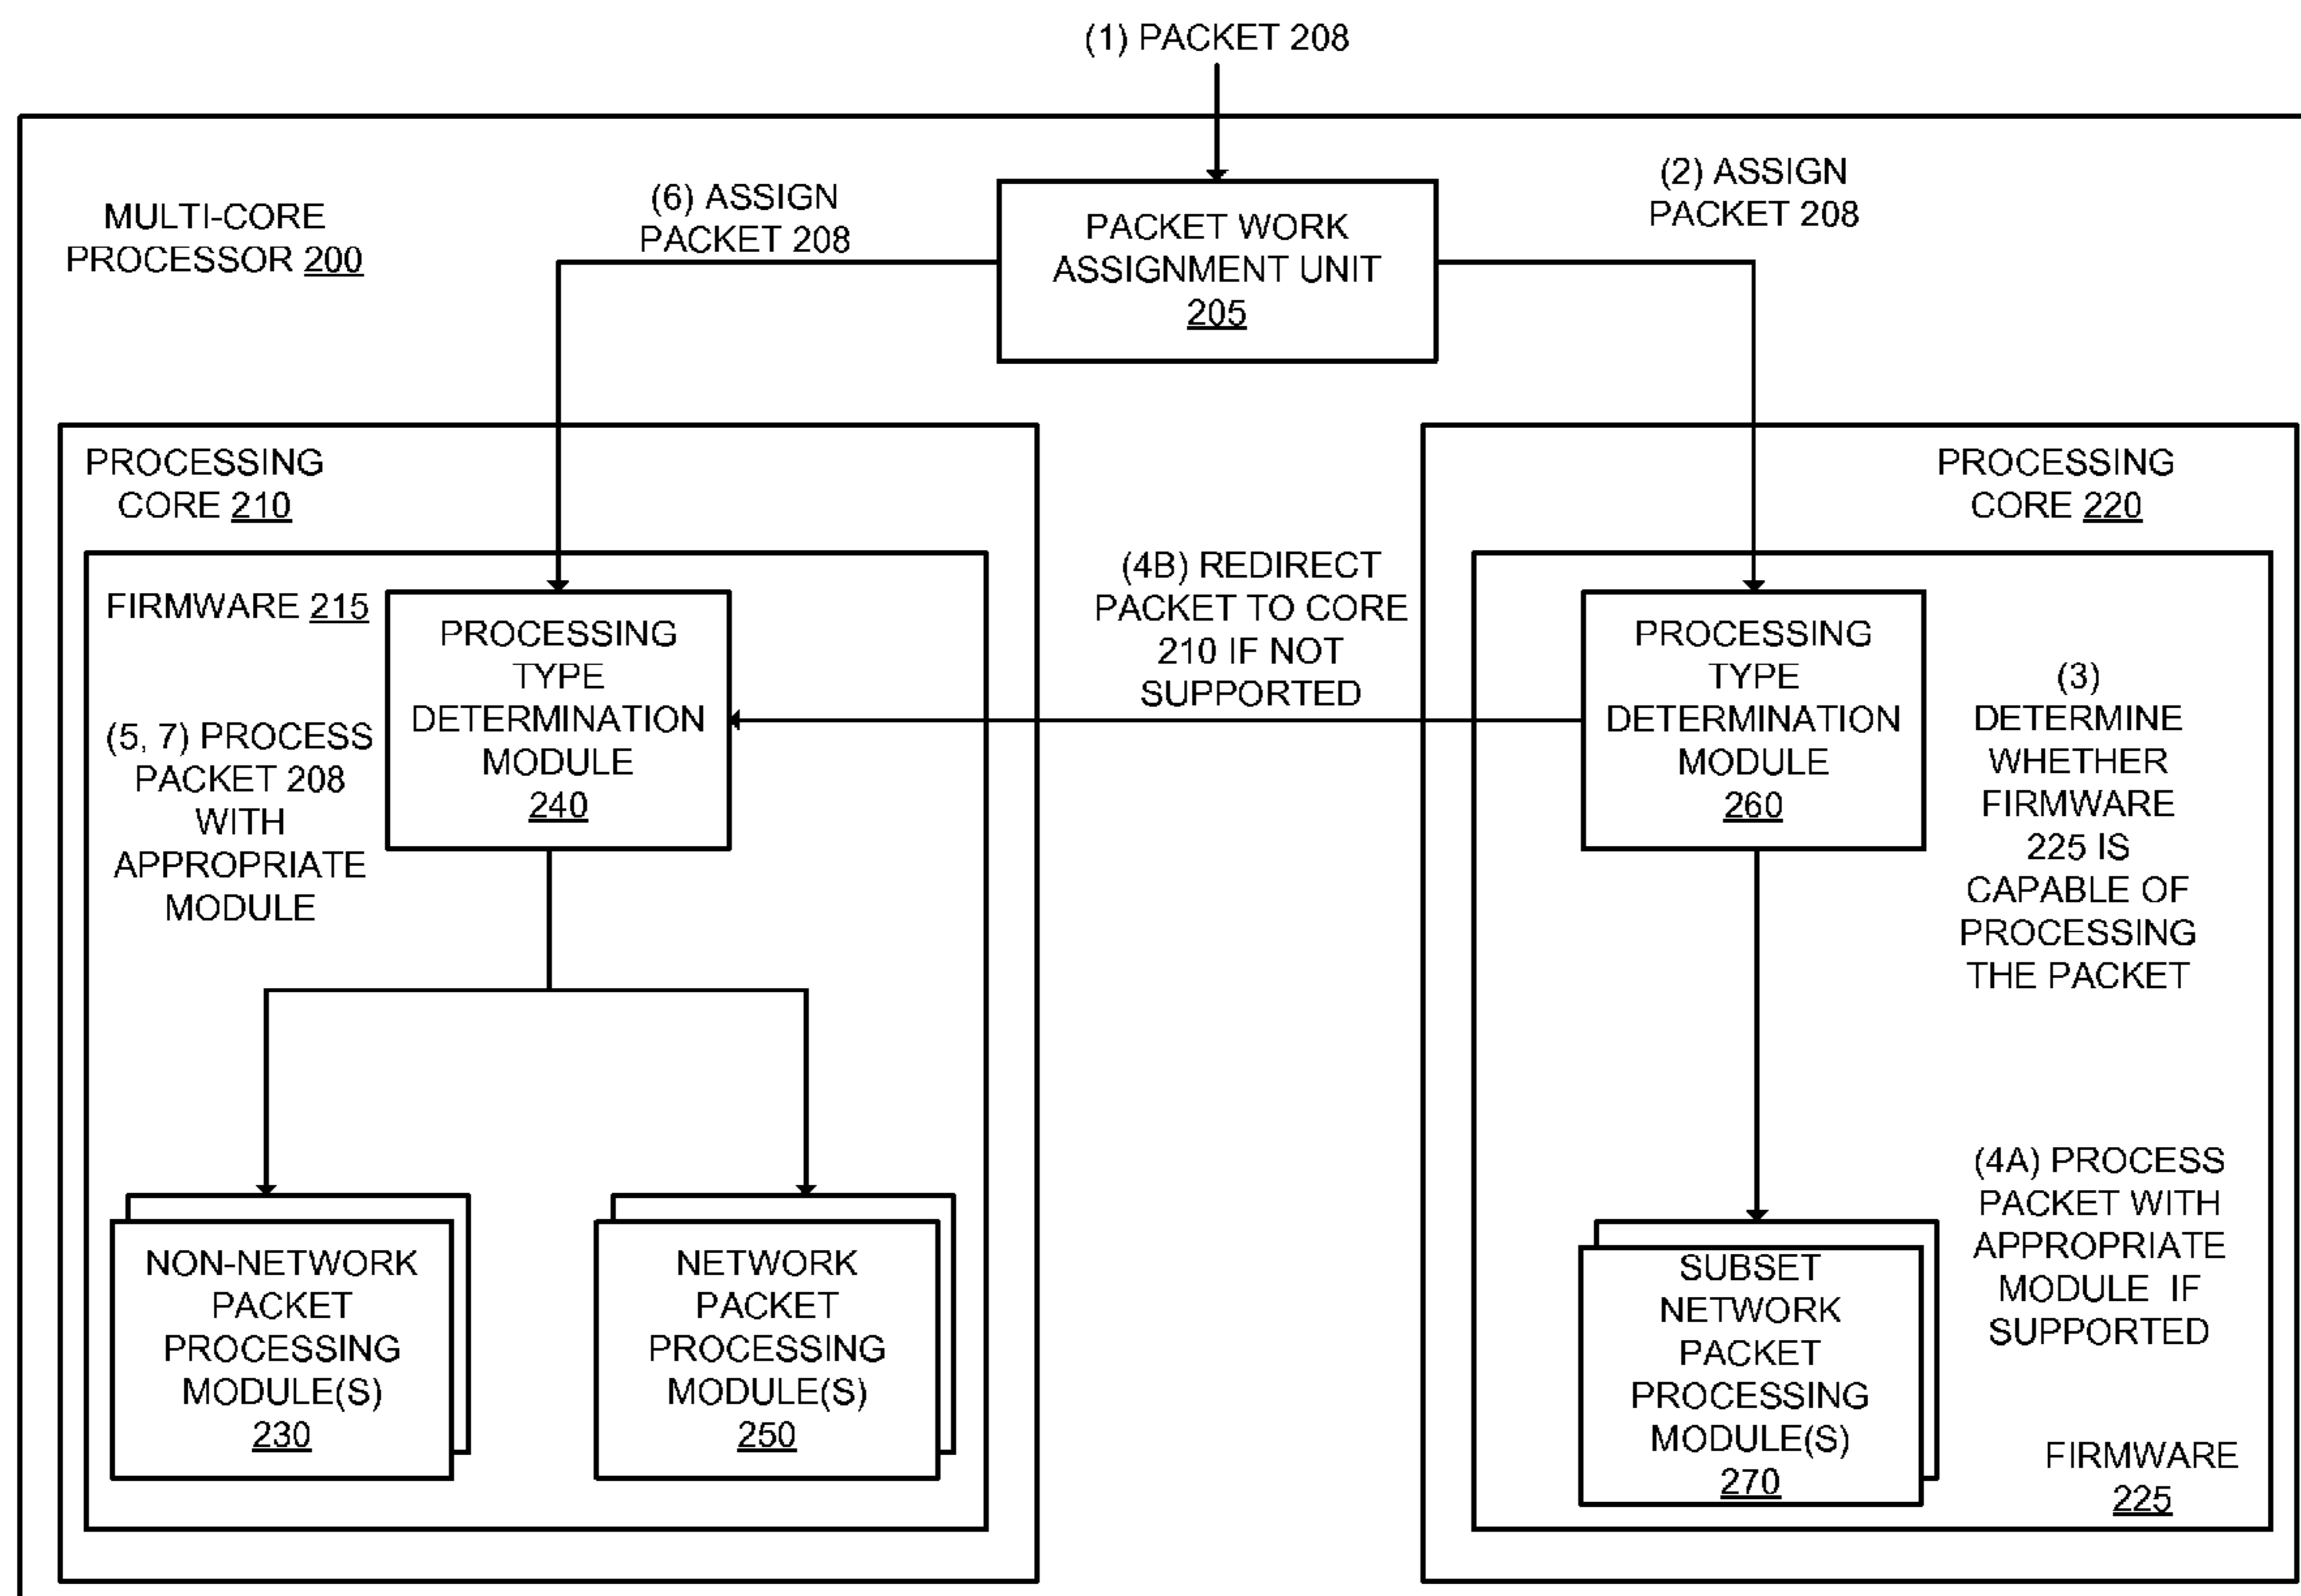 (1) PACKET 208
MULTI-CORE
PROCESSOR 200
(6) ASSIGN
PACKET 208
PACKET WORK
ASSIGNMENT UNIT
205
(2) ASSIGN
PACKET 208
PROCESSING
CORE 210
FIRMWARE 215
PROCESSING
TYPE
DETERMINATION
MODULE
240
(5, 7) PROCESS
PACKET 208
WITH
APPROPRIATE
MODULE
NON-NETWORK
PACKET
PROCESSING
MODULE(S)
230
NETWORK
PACKET
PROCESSING
MODULE(S)
250
(4B) REDIRECT
PACKET TO CORE
210 IF NOT
SUPPORTED
PROCESSING
CORE 220
PROCESSING
TYPE
DETERMINATION
MODULE
260
(3)
DETERMINE
WHETHER
FIRMWARE
225 IS
CAPABLE OF
PROCESSING
THE PACKET
(4A) PROCESS
PACKET WITH
APPROPRIATE
MODULE IF
SUPPORTED
SUBSET
NETWORK
PACKET
PROCESSING
MODULE(S)
270
FIRMWARE
225